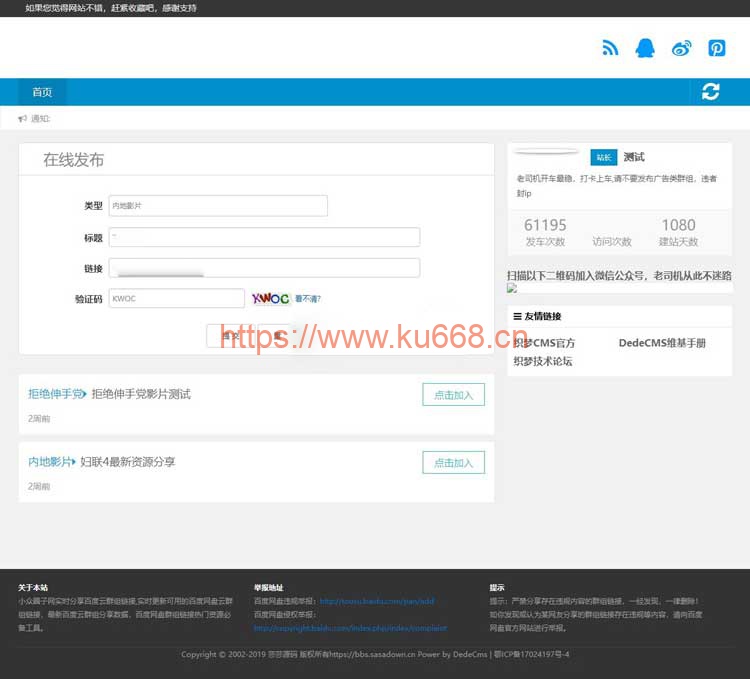 如果您觉得网站不错，赶紧收藏吧，感谢支持
首页
通知:
在线发布
类型 内地影片
标题
链接
验证码 KWOC KWOC 看不清?
https://www.ku668.cn
拒绝伸手党 拒绝伸手党影片测试 点击加入
2周前
内地影片 妇联4最新资源分享 点击加入
2周前
站长 测试
老司机开车最稳，打卡上车,请不要发布广告类群组，违者
封ip
61195 1080
发车次数 访问次数 建站天数
扫描以下二维码加入微信公众号，老司机从此不迷路
友情链接
织梦CMS官方 DedeCMS维基手册
织梦技术论坛
关于本站
小众圈子网实时分享百度云群组链接,实时更新可用的百度网盘云群
组链接，最新百度云群组分享数据，百度网盘群组链接热门资源必
备工具。
举报地址
百度网盘违规举报：http://tousu.baidu.com/pan/add
百度网盘侵权举报：
http://copyright.baidu.com/index.php/index/complaint
提示
提示：严禁分享存在违规内容的群组链接，一经发现，一律删除!
如你发现或认为某网友分享的群组链接存在违规等内容，请向百度
网盘官方网站进行举报。
Copyright © 2002-2019 莎莎源码 版权所有https://bbs.sasadown.cn Power by DedeCms | 鄂ICP备17024197号-4